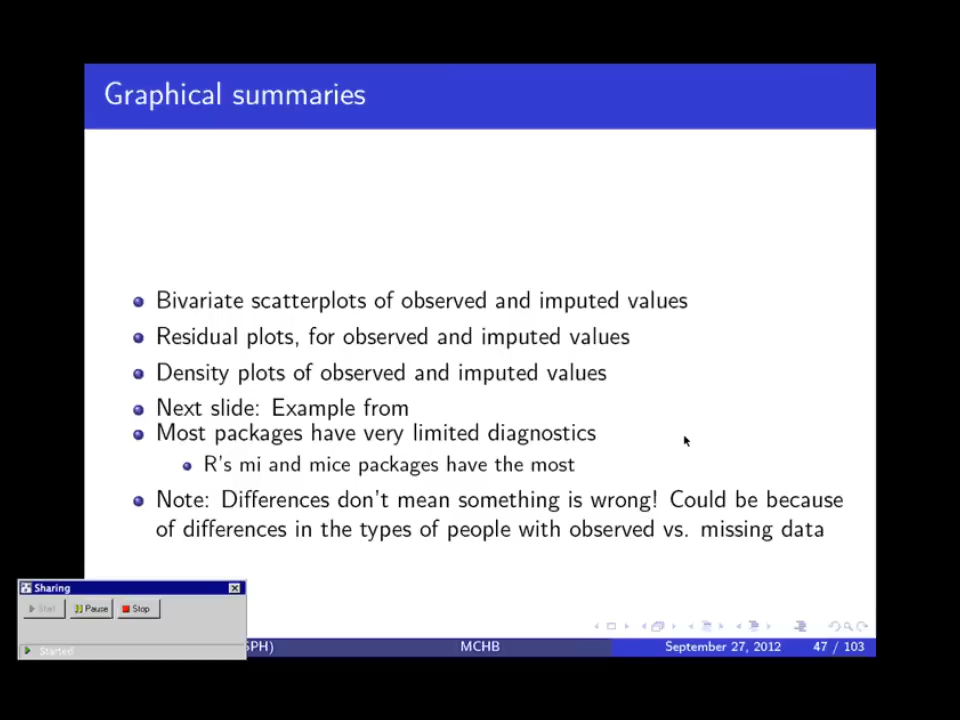 Graphical summaries
Bivariate scatterplots of observed and imputed values
Residual plots, for observed and imputed values
Density plots of observed and imputed values
Next slide: Example from
Most packages have very limited diagnostics
R's mi and mice packages have the most
Note: Differences don't mean something is wrong! Could be because
of differences in the types of people with observed vs. missing data
Sharing
Start Pause Stop
Started
SPH) MCHB September 27, 2012 47 / 103